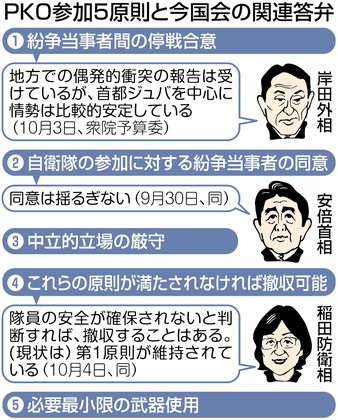 PKO参加5原則と今国会の関連答弁
1 紛争当事者間の停戦合意
地方での偶発的衝突の報告は受
けているが、首都ジュバを中心に
情勢は比較的安定している
(10月3日、衆院予算委)
岸田外相
2 自衛隊の参加に対する紛争当事者の同意
同意は揺るぎない(9月30日、同)
安倍首相
3 中立的立場の厳守
4 これらの原則が満たされなければ撤収可能
隊員の安全が確保されないと判
断すれば、撤収することはある。
(現状は)第1原則が維持されて
いる(10月4日、同)
稲田防衛相
5 必要最小限の武器使用